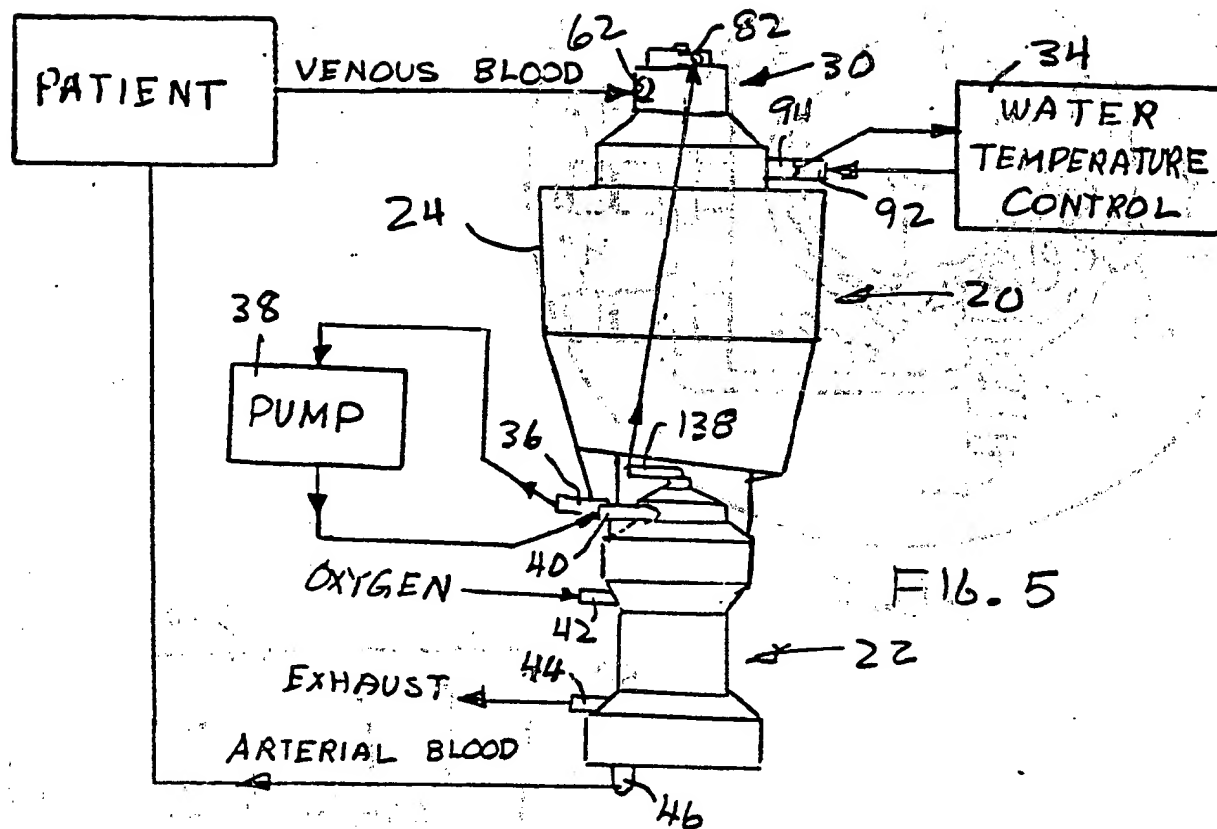 PATIENT
VENOUS BLOOD
62
82
30
34
WATER
TEMPERATURE
CONTROL
94
92
24
20
38
PUMP
36
138
40
OXYGEN
42
FIG. 5
22
44
EXHAUST
ARTERIAL BLOOD
46